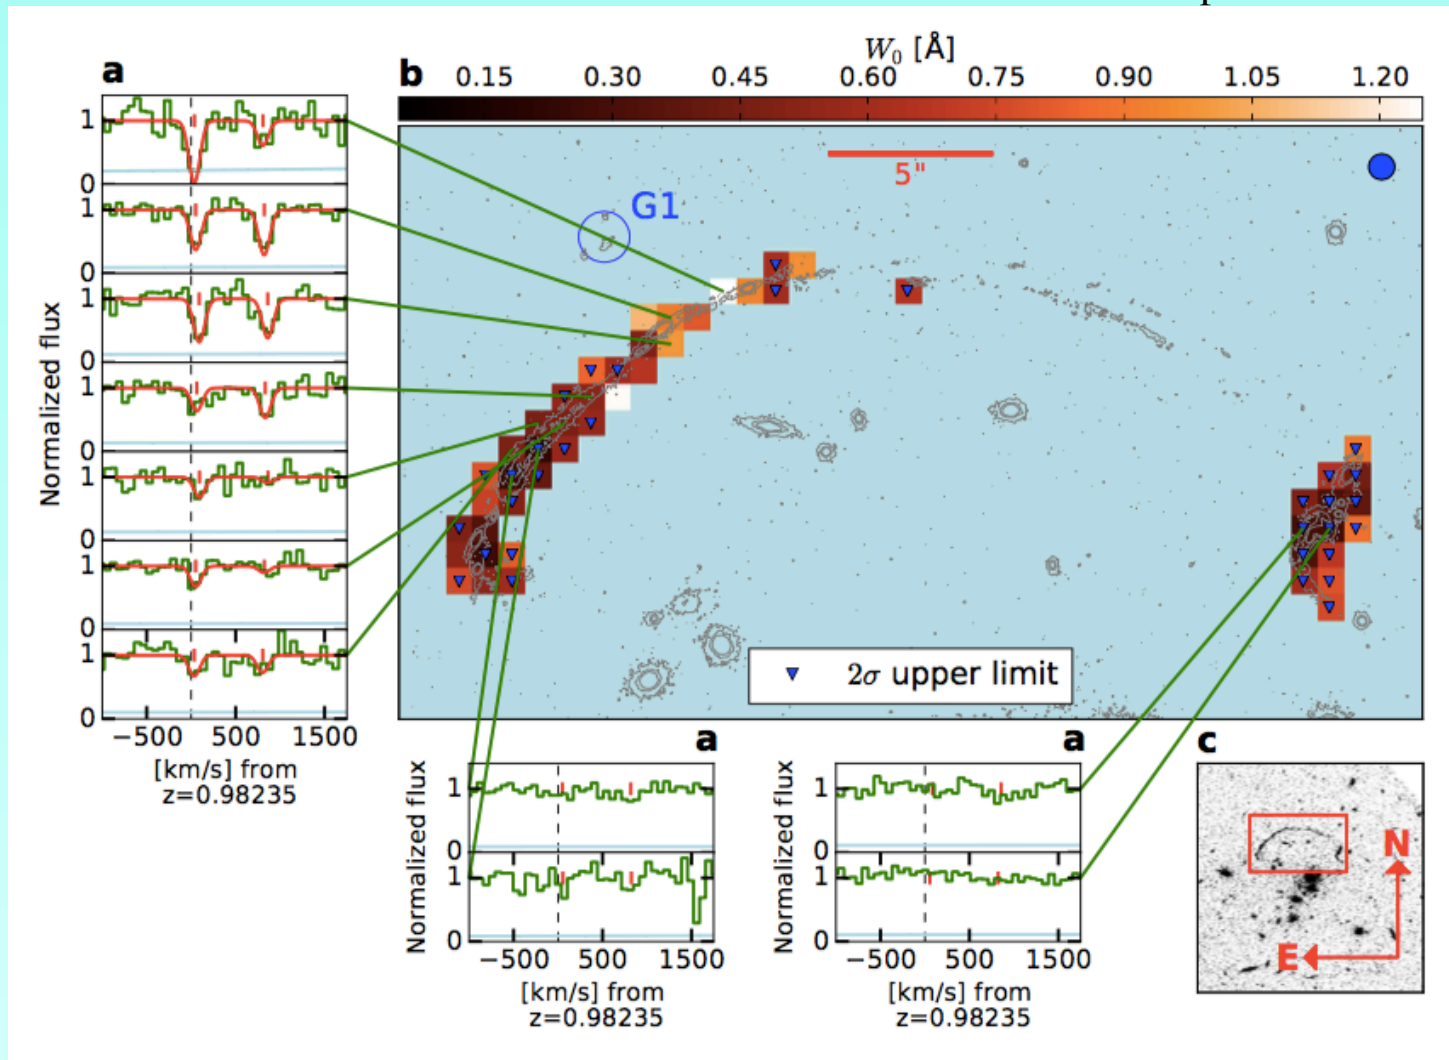 a
b
W₀ [Å]
0.15 0.30 0.45 0.60 0.75 0.90 1.05 1.20
Normalized flux
1
0
1
0
1
0
1
0
1
0
1
0
1
0
−500 500 1500
[km/s] from
z=0.98235
G1
5"
2σ upper limit
a
Normalized flux
1
0
1
0
−500 500 1500
[km/s] from
z=0.98235
a
Normalized flux
1
0
1
0
−500 500 1500
[km/s] from
z=0.98235
c
N
E